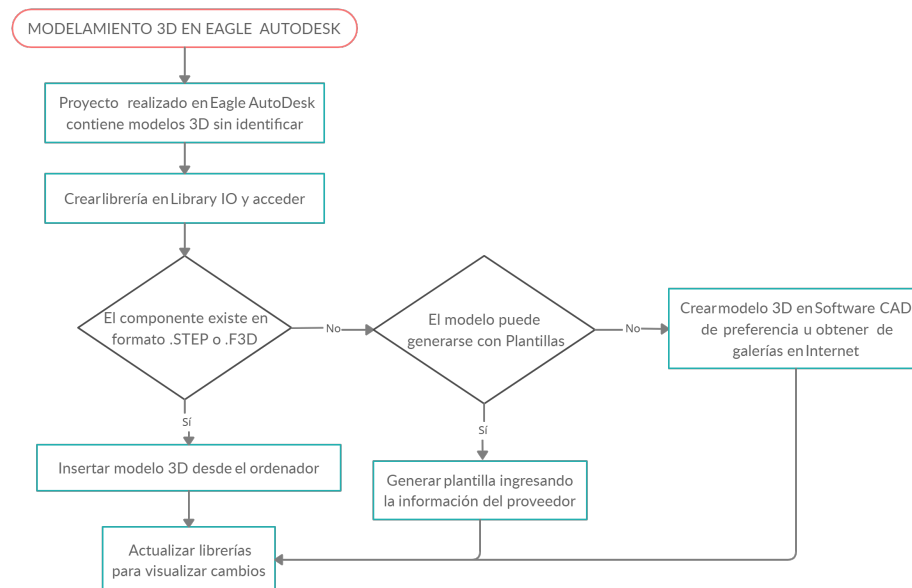 MODELAMIENTO 3D EN EAGLE AUTODESK
Proyecto realizado en Eagle AutoDesk
contiene modelos 3D sin identificar
Crear librería en Library IO y acceder
El componente existe en
formato .STEP o .F3D
No
El modelo puede
generarse con Plantillas
No
Crear modelo 3D en Software CAD
de preferencia u obtener de
galerías en Internet
Sí
Insertar modelo 3D desde el ordenador
Sí
Generar plantilla ingresando
la información del proveedor
Actualizar librerías
para visualizar cambios